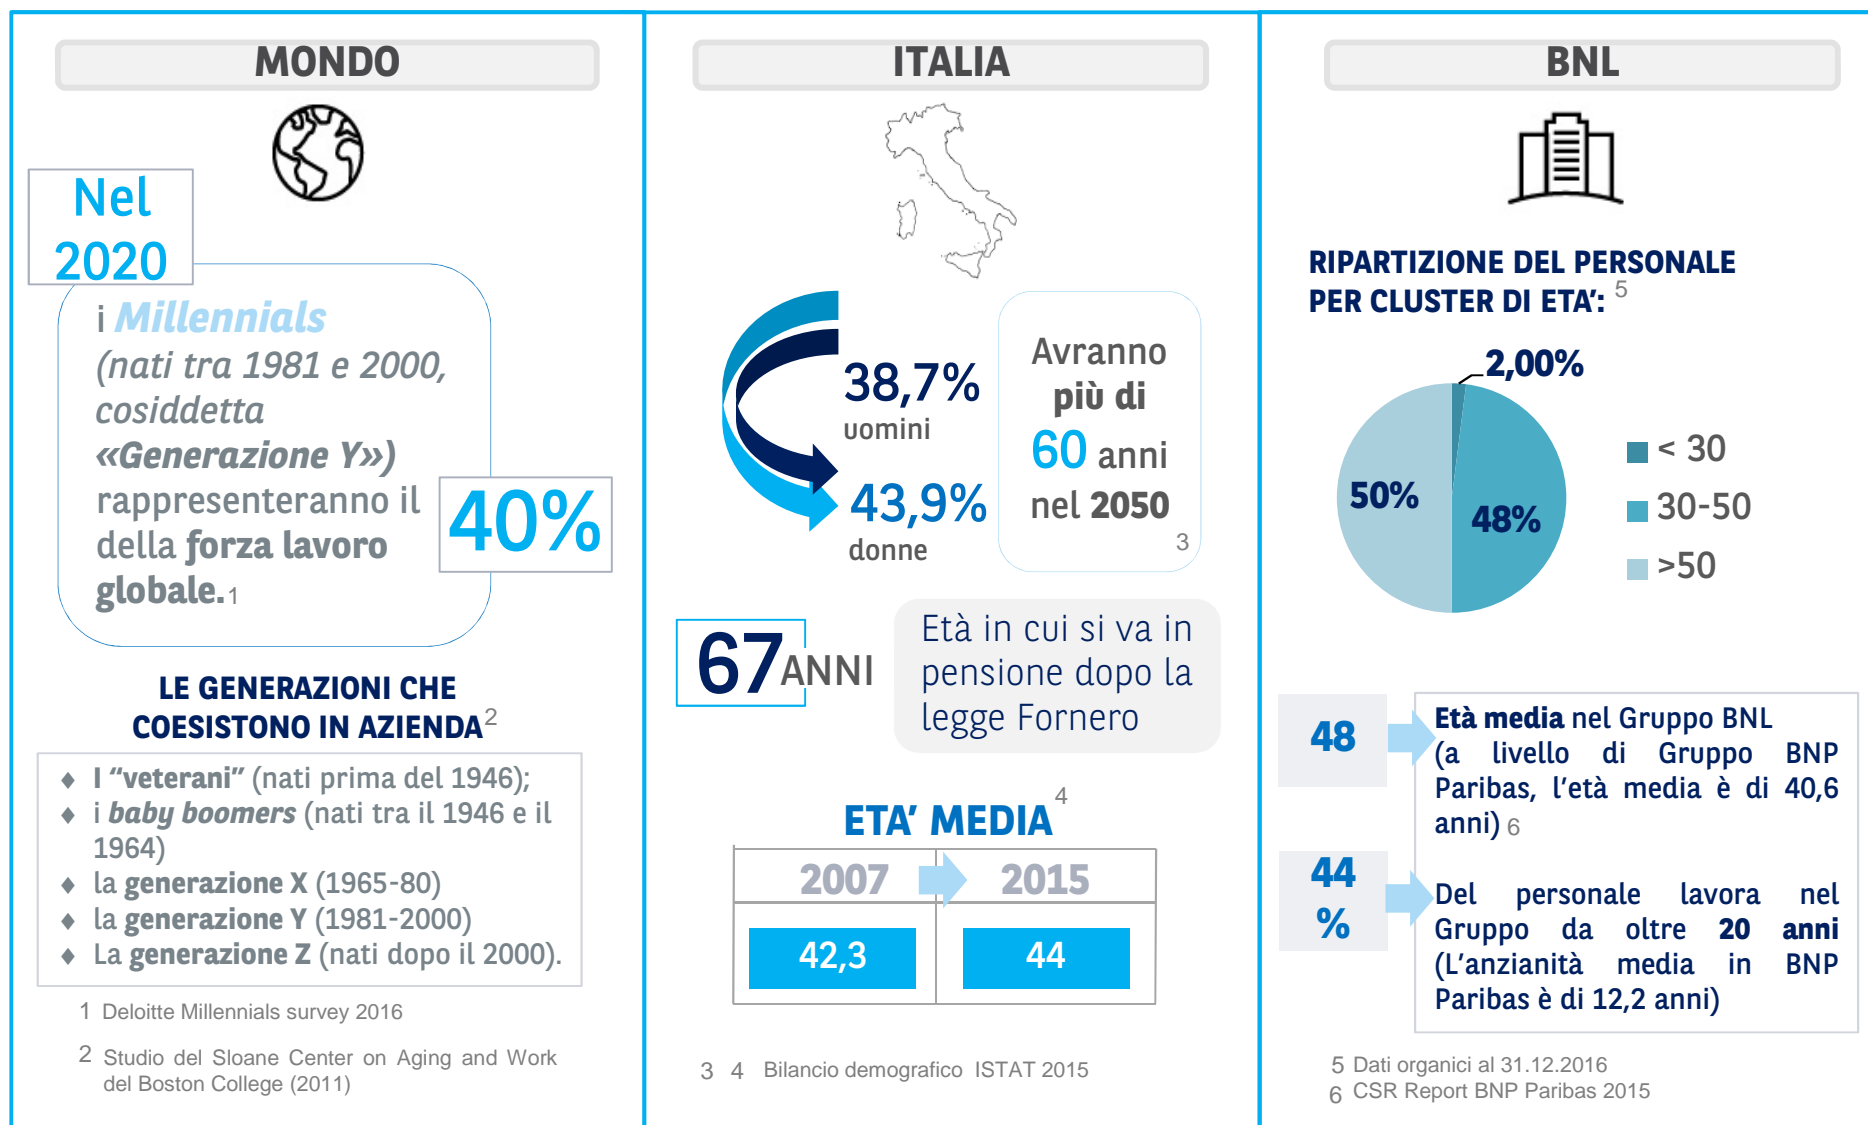 MONDO
Nel
2020
i Millennials
(nati tra 1981 e 2000,
cosiddetta
«Generazione Y»)
rappresenteranno il
40%
della forza lavoro
globale. 1
LE GENERAZIONI CHE
COESISTONO IN AZIENDA 2
♦ I “veterani” (nati prima del 1946);
♦ i baby boomers (nati tra il 1946 e il
1964)
♦ la generazione X (1965-80)
♦ la generazione Y (1981-2000)
♦ La generazione Z (nati dopo il 2000).
1 Deloitte Millennials survey 2016
2 Studio del Sloane Center on Aging and Work
del Boston College (2011)
ITALIA
38,7%
uomini
43,9%
donne
Avranno
più di
60 anni
nel 2050
3
67 ANNI
Età in cui si va in
pensione dopo la
legge Fornero
ETA’ MEDIA 4
2007 2015
42,3 44
3 4 Bilancio demografico ISTAT 2015
BNL
RIPARTIZIONE DEL PERSONALE
PER CLUSTER DI ETA’: 5
2,00%
50%
48%
< 30
30-50
>50
48
Età media nel Gruppo BNL
(a livello di Gruppo BNP
Paribas, l’età media è di 40,6
anni) 6
44
%
Del personale lavora nel
Gruppo da oltre 20 anni
(L’anzianità media in BNP
Paribas è di 12,2 anni)
5 Dati organici al 31.12.2016
6 CSR Report BNP Paribas 2015